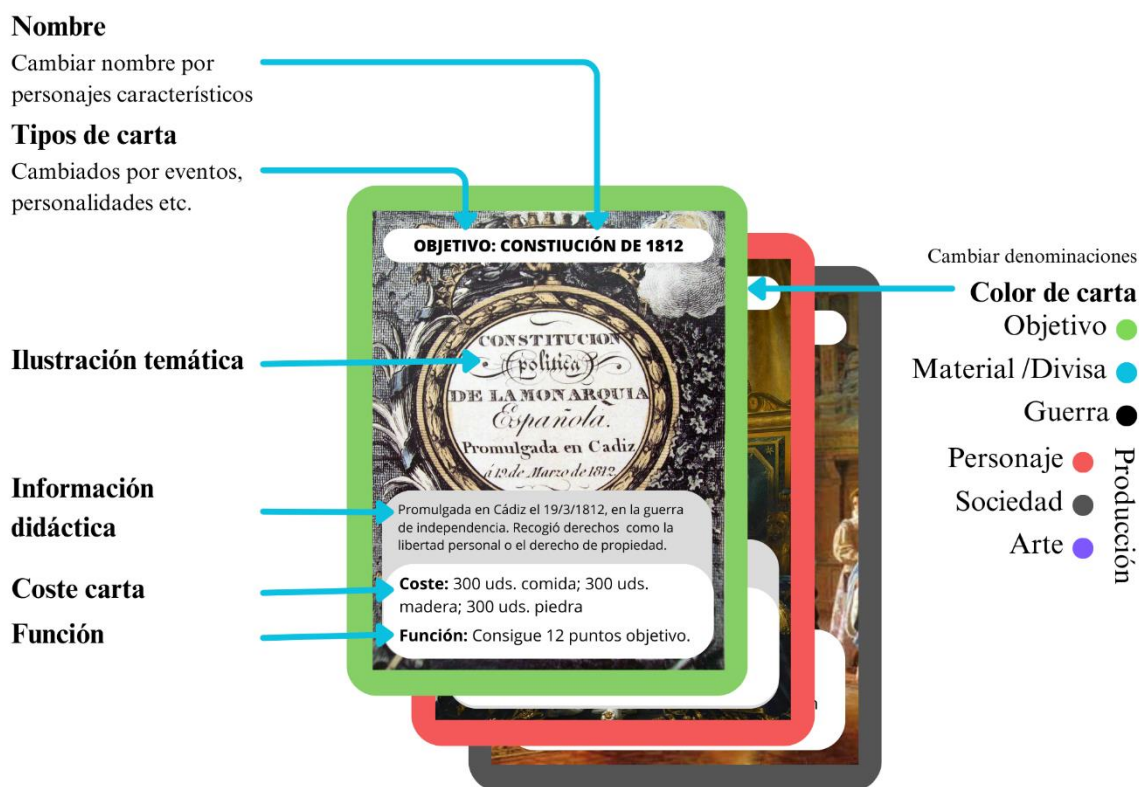 Nombre
Cambiar nombre por
personajes característicos
Tipos de carta
Cambiados por eventos,
personalidades etc.
Ilustración temática
Información
didáctica
Coste carta
Función
OBJETIVO: CONSTIUCIÓN DE 1812
CONSTITUCION
política
DE LA MONARQUIA
Española.
Promulgada en Cadiz
á 19 de Marzo de 1812
Promulgada en Cádiz el 19/3/1812, en la guerra
de independencia. Recogió derechos como la
libertad personal o el derecho de propiedad.
Coste: 300 uds. comida; 300 uds.
madera; 300 uds. piedra
Función: Consigue 12 puntos objetivo.
Cambiar denominaciones
Color de carta
Objetivo
Material /Divisa
Guerra
Personaje
Sociedad
Arte
Producción